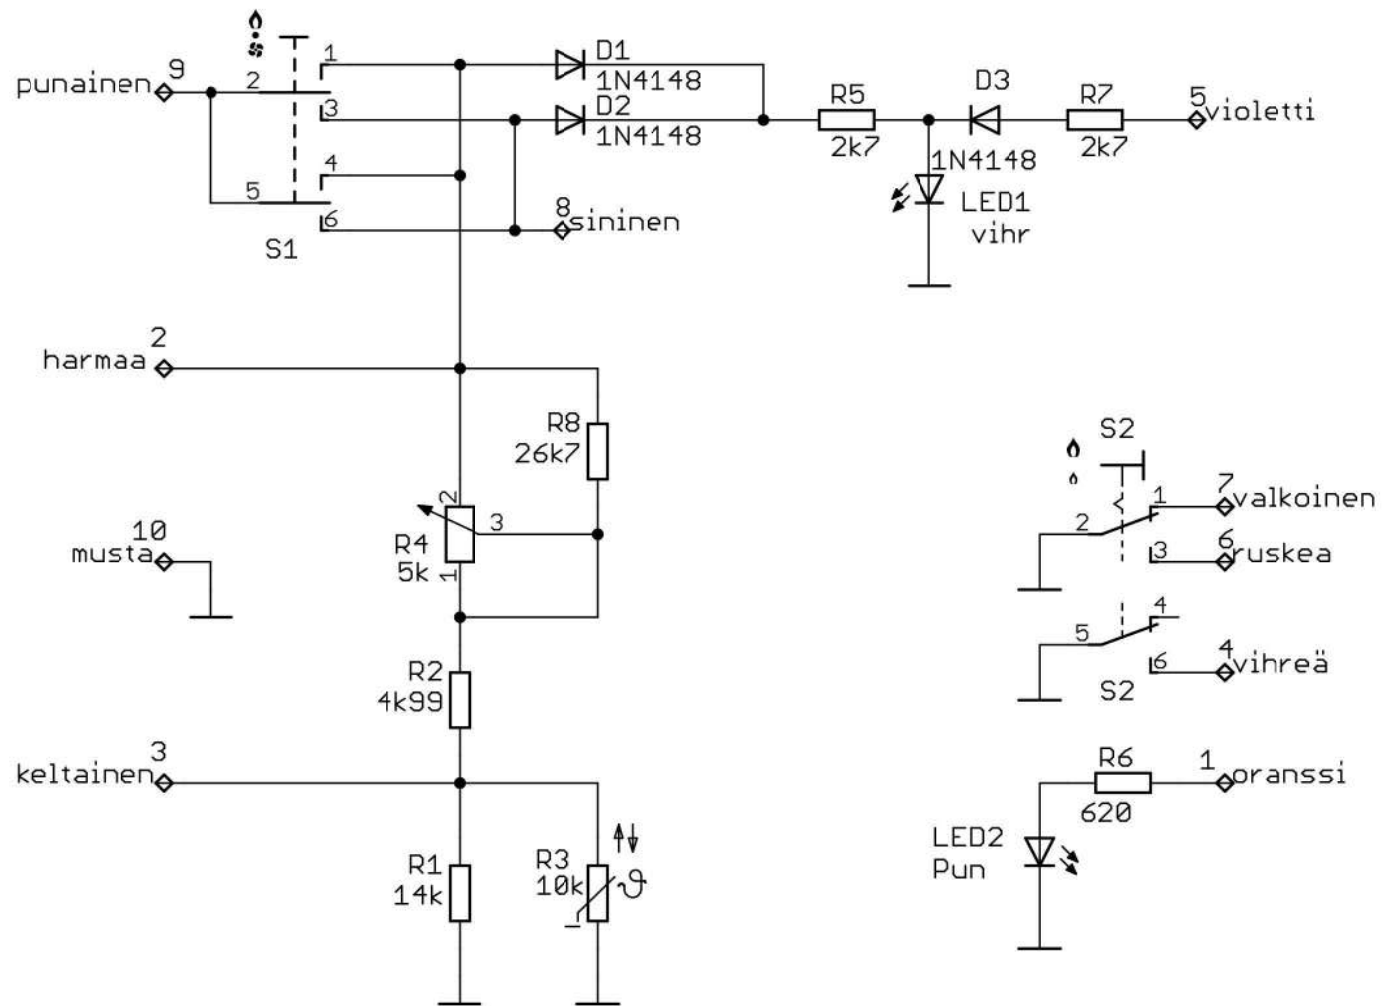 punainen 9
2
1
3
5
4
6
S1
D1
1N4148
D2
1N4148
R5
2k7
D3
1N4148
R7
2k7
5
violetti
8
sininen
LED1
vihr
harmaa 2
R8
26k7
2
3
R4
5k
1
musta 10
R2
4k99
keltainen 3
R1
14k
R3
10k
ϑ
S2
2
1
7
valkoinen
3
6
ruskea
5
4
6
4
vihreä
S2
R6
620
1
oranssi
LED2
Pun